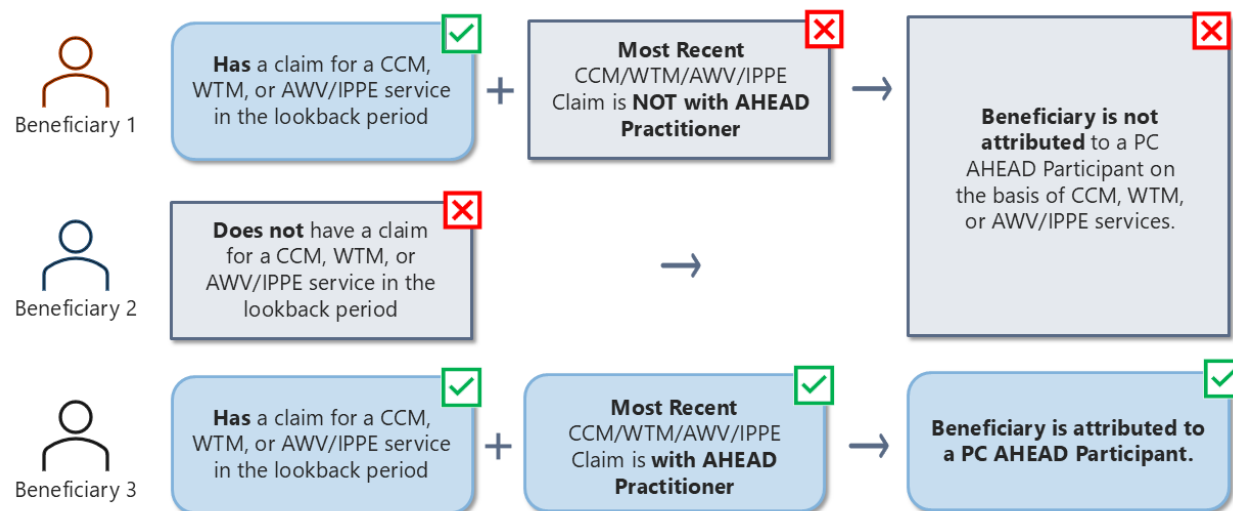 Beneficiary 1
Has a claim for a CCM,
WTM, or AWV/IPPE service
in the lookback period
+
Most Recent
CCM/WTM/AWV/IPPE
Claim is NOT with AHEAD
Practitioner
Beneficiary is not
attributed to a PC
AHEAD Participant on
the basis of CCM, WTM,
or AWV/IPPE services.
Beneficiary 2
Does not have a claim
for a CCM, WTM, or
AWV/IPPE service in the
lookback period
Beneficiary 3
Has a claim for a CCM,
WTM, or AWV/IPPE service
in the lookback period
+
Most Recent
CCM/WTM/AWV/IPPE
Claim is with AHEAD
Practitioner
Beneficiary is attributed to
a PC AHEAD Participant.